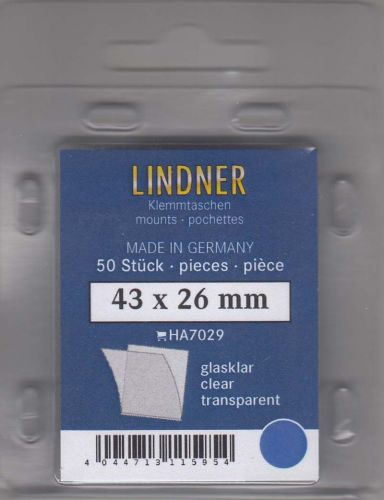 LINDNER
Klemmtaschen
mounts · pochettes
MADE IN GERMANY
50 Stück · pieces · pièce
43 x 26 mm
HA7029
glasklar
clear
transparent
4 044713 115954